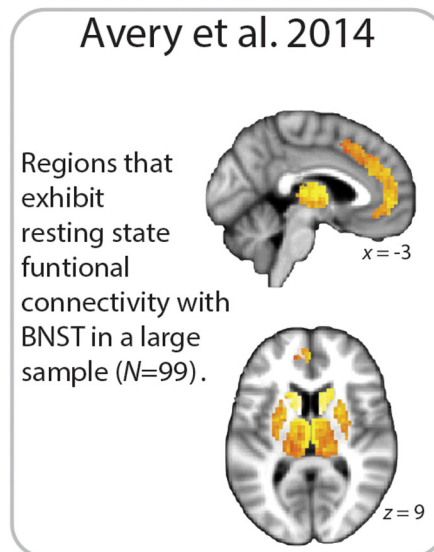 Avery et al. 2014
Regions that
exhibit
resting state
funtional
connectivity with
BNST in a large
sample (N=99).
x = -3
z = 9